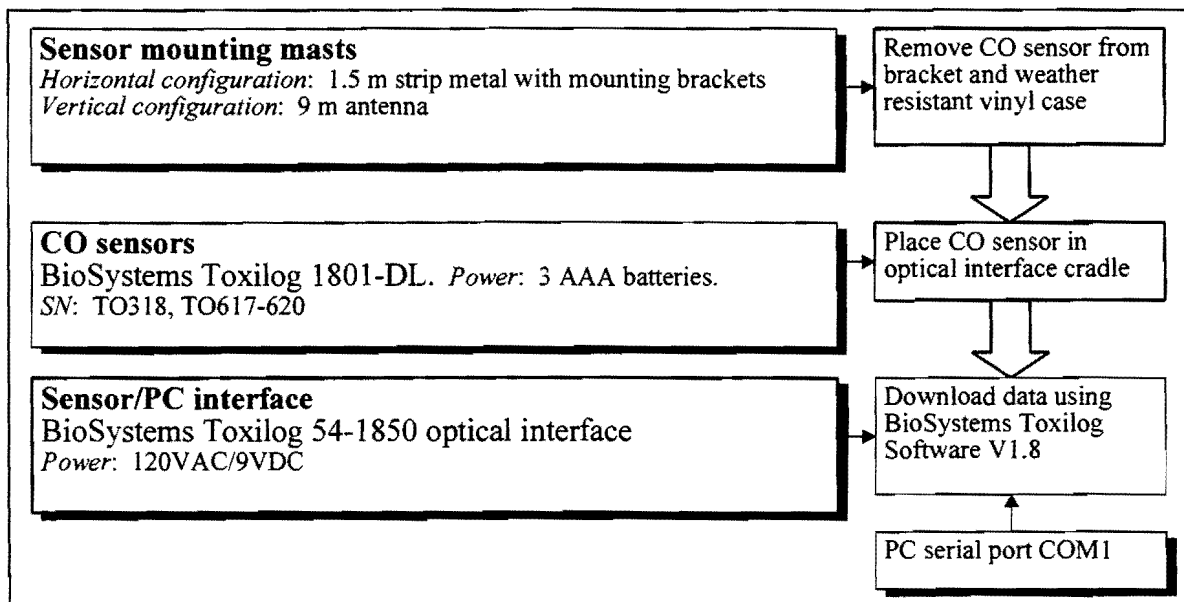 Sensor mounting masts
Horizontal configuration: 1.5 m strip metal with mounting brackets
Vertical configuration: 9 m antenna
Remove CO sensor from
bracket and weather
resistant vinyl case
CO sensors
BioSystems Toxilog 1801-DL. Power: 3 AAA batteries.
SN: TO318, TO617-620
Place CO sensor in
optical interface cradle
Sensor/PC interface
BioSystems Toxilog 54-1850 optical interface
Power: 120VAC/9VDC
Download data using
BioSystems Toxilog
Software V1.8
PC serial port COM1